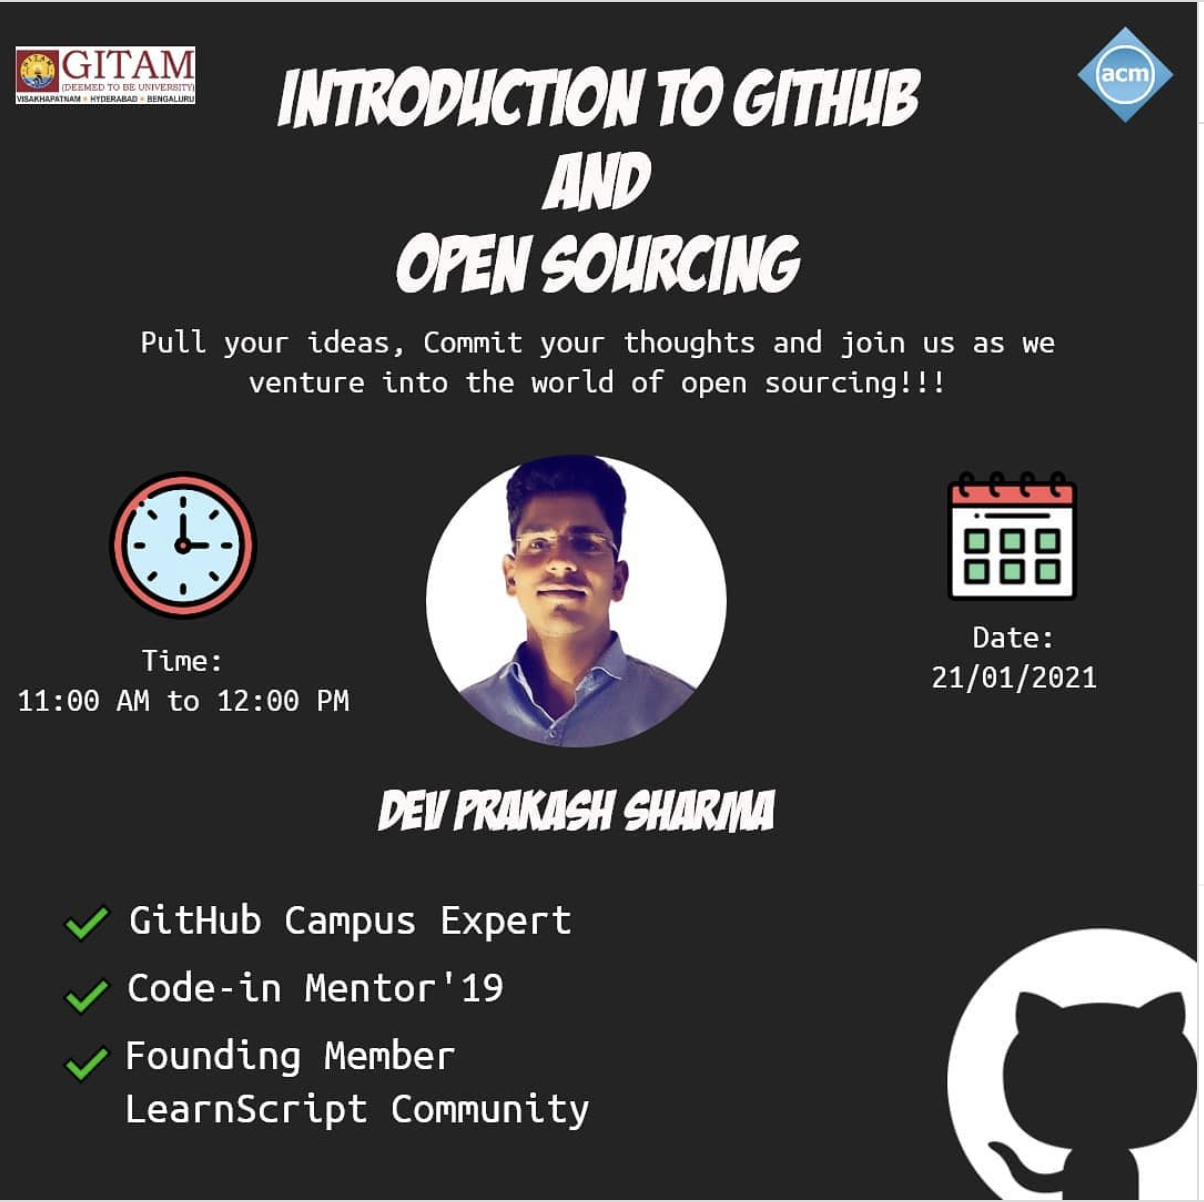 GITAM
(DEEMED TO BE UNIVERSITY)
VISAKHAPATNAM * HYDERABAD * BENGALURU
acm
INTRODUCTION TO GITHUB
AND
OPEN SOURCING
Pull your ideas, Commit your thoughts and join us as we
venture into the world of open sourcing!!!
Time:
11:00 AM to 12:00 PM
Date:
21/01/2021
DEV PRAKASH SHARMA
GitHub Campus Expert
Code-in Mentor'19
Founding Member
LearnScript Community